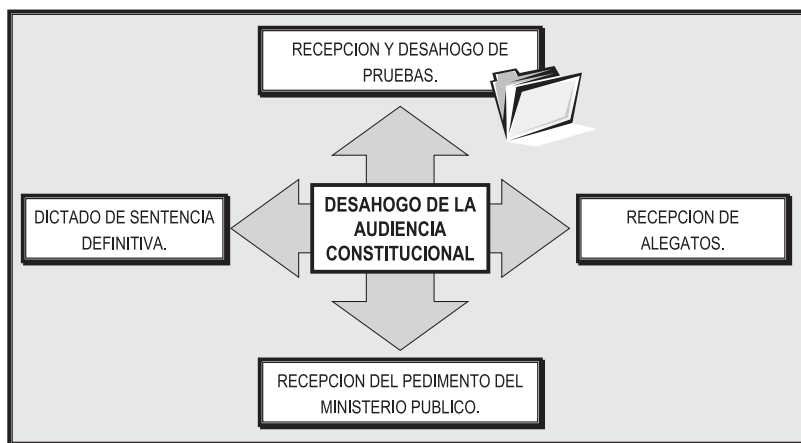 RECEPCION Y DESAHOGO DE
PRUEBAS.
DICTADO DE SENTENCIA
DEFINITIVA.
DESAHOGO DE LA
AUDIENCIA
CONSTITUCIONAL
RECEPCION DE
ALEGATOS.
RECEPCION DEL PEDIMENTO DEL
MINISTERIO PUBLICO.